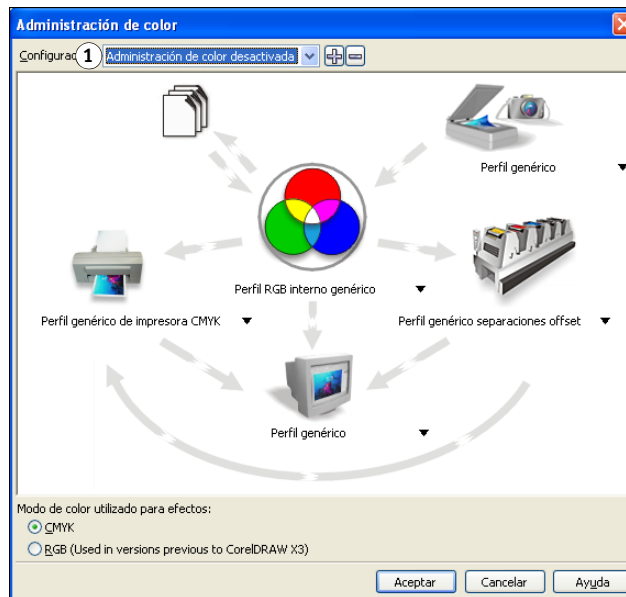 Administración de color
Configurac 1 Administración de color desactivada
Perfil genérico
Perfil RGB interno genérico
Perfil genérico de impresora CMYK
Perfil genérico separaciones offset
Perfil genérico
Modo de color utilizado para efectos:
CMYK
RGB (Used in versions previous to CorelDRAW X3)
Aceptar Cancelar Ayuda